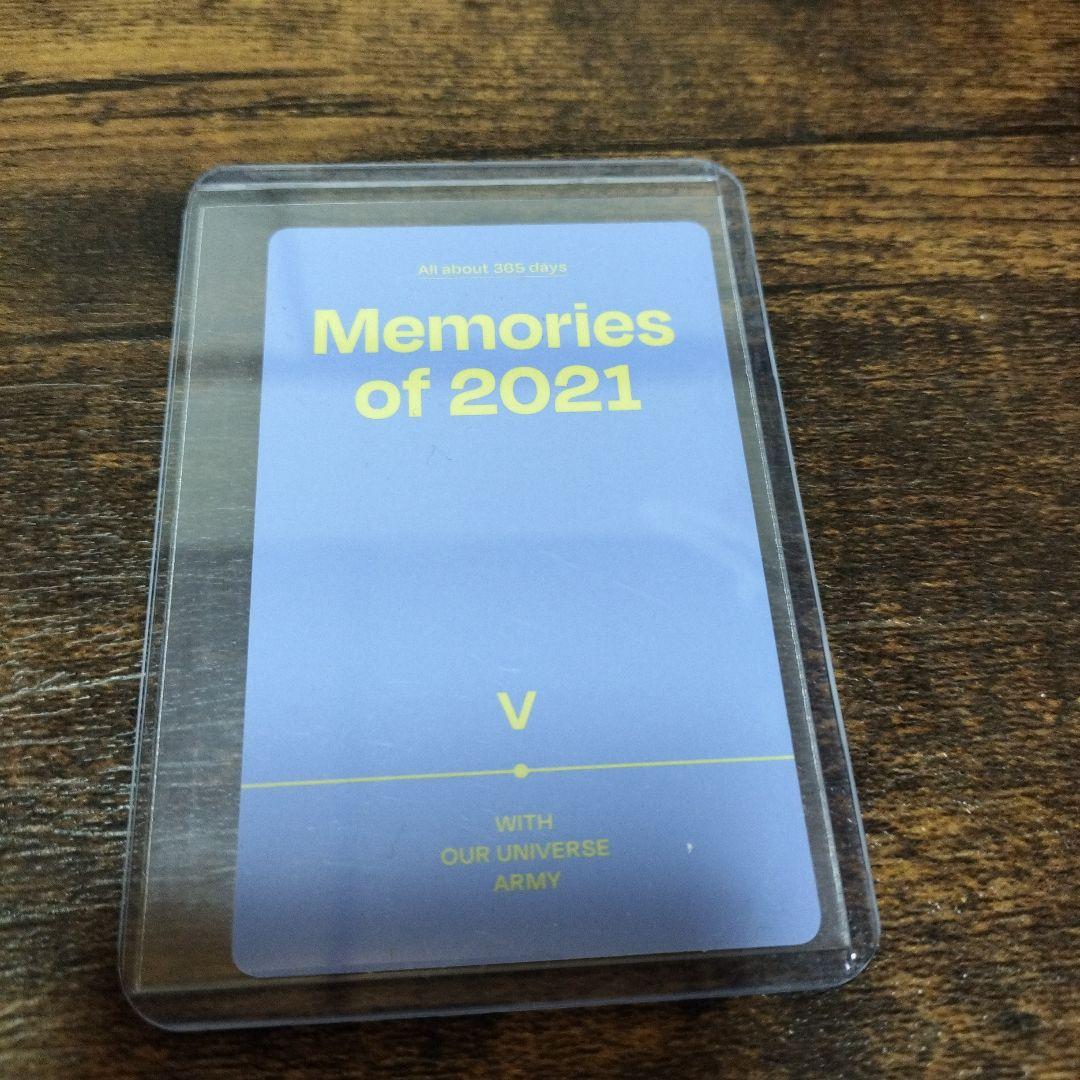 All about 365 days
Memories
of 2021
V
WITH
OUR UNIVERSE
ARMY